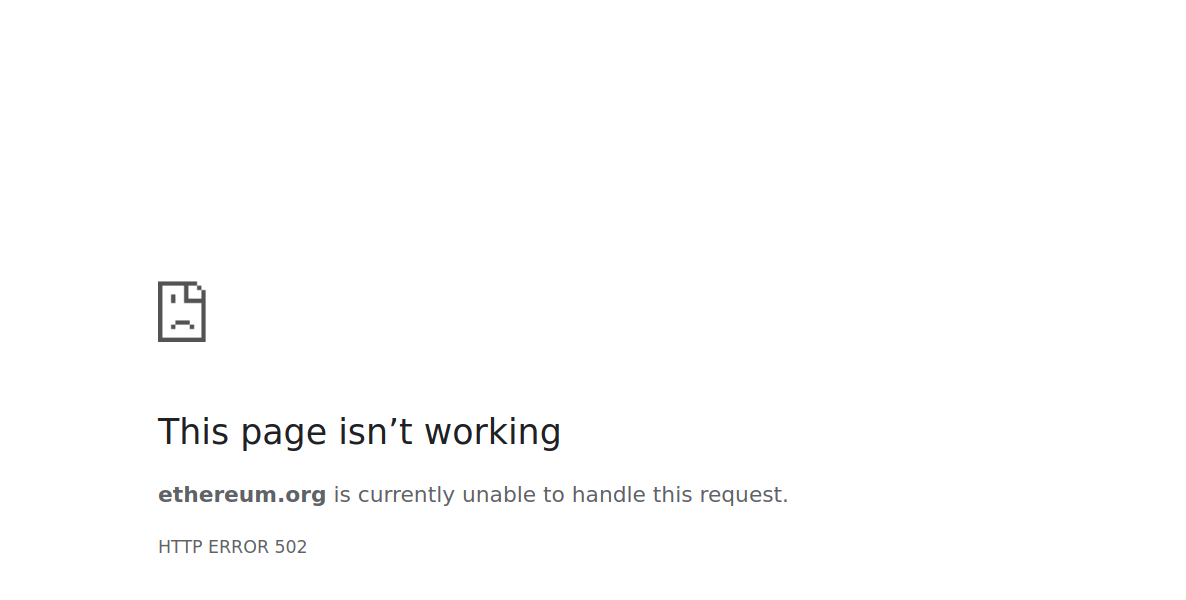 This page isn’t working
ethereum.org is currently unable to handle this request.
HTTP ERROR 502